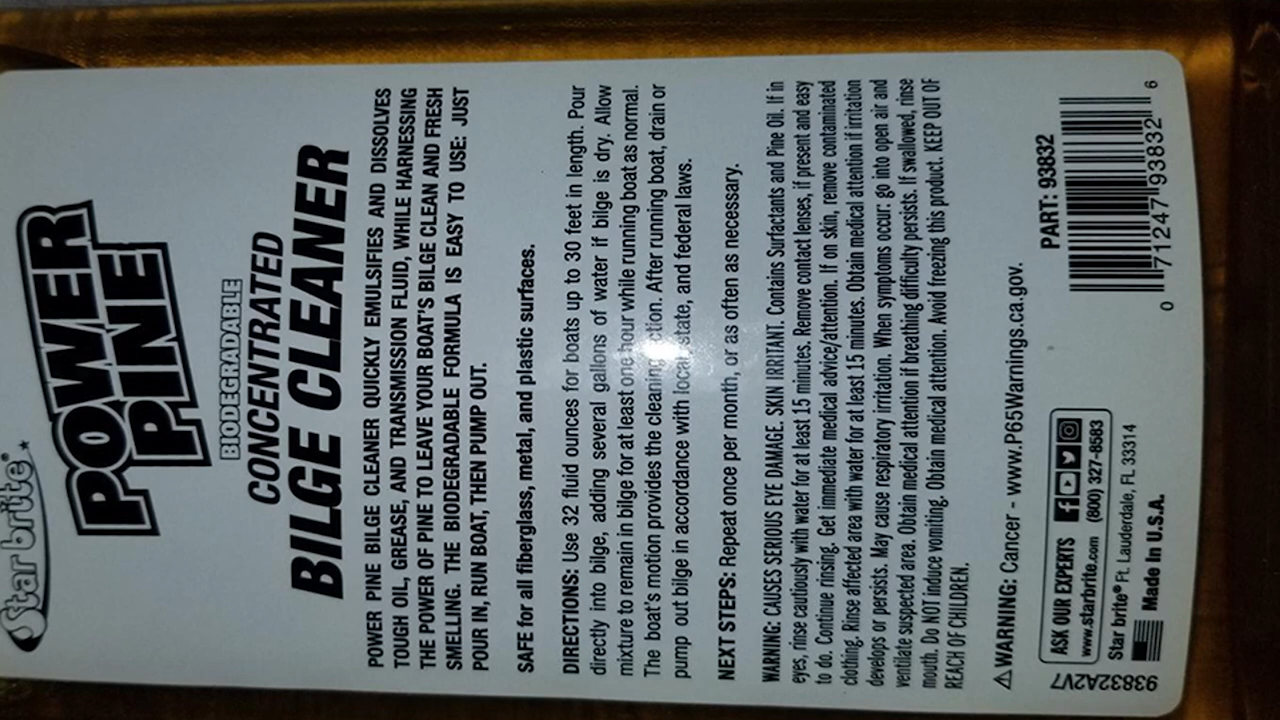 Star brite®
POWER
PINE
BIODEGRADABLE
CONCENTRATED
BILGE CLEANER
POWER PINE BILGE CLEANER QUICKLY EMULSIFIES AND DISSOLVES
TOUGH OIL, GREASE, AND TRANSMISSION FLUID, WHILE HARNESSING
THE POWER OF PINE TO LEAVE YOUR BOAT'S BILGE CLEAN AND FRESH
SMELLING. THE BIODEGRADABLE FORMULA IS EASY TO USE: JUST
POUR IN, RUN BOAT, THEN PUMP OUT.
SAFE for all fiberglass, metal, and plastic surfaces.
DIRECTIONS: Use 32 fluid ounces for boats up to 30 feet in length. Pour
directly into bilge, adding several gallons of water if bilge is dry. Allow
mixture to remain in bilge for at least one hour while running boat as normal.
The boat's motion provides the cleaning action. After running boat, drain or
pump out bilge in accordance with local, state, and federal laws.
NEXT STEPS: Repeat once per month, or as often as necessary.
WARNING: CAUSES SERIOUS EYE DAMAGE. SKIN IRRITANT. Contains Surfactants and Pine Oil. If in
eyes, rinse cautiously with water for at least 15 minutes. Remove contact lenses, if present and easy
to do. Continue rinsing. Get immediate medical advice/attention. If on skin, remove contaminated
clothing. Rinse affected area with water for at least 15 minutes. Obtain medical attention if irritation
develops or persists. May cause respiratory irritation. When symptoms occur: go into open air and
ventilate suspected area. Obtain medical attention if breathing difficulty persists. If swallowed, rinse
mouth. Do NOT induce vomiting. Obtain medical attention. Avoid freezing this product. KEEP OUT OF
REACH OF CHILDREN.
⚠ WARNING: Cancer - www.P65Warnings.ca.gov.
ASK OUR EXPERTS
www.starbrite.com (800) 327-8583
Star brite® Ft. Lauderdale, FL 33314
Made In U.S.A.
93832A2V7
PART: 93832
0 71247 93832 6